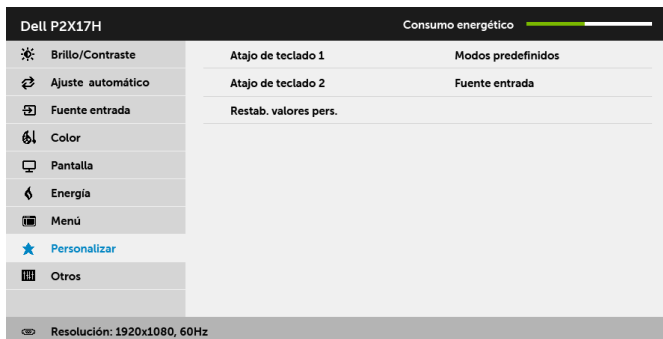 Dell P2X17H Consumo energético
Brillo/Contraste Atajo de teclado 1 Modos predefinidos
Ajuste automático Atajo de teclado 2 Fuente entrada
Fuente entrada Restab. valores pers.
Color
Pantalla
Energía
Menú
Personalizar
Otros
Resolución: 1920x1080, 60Hz